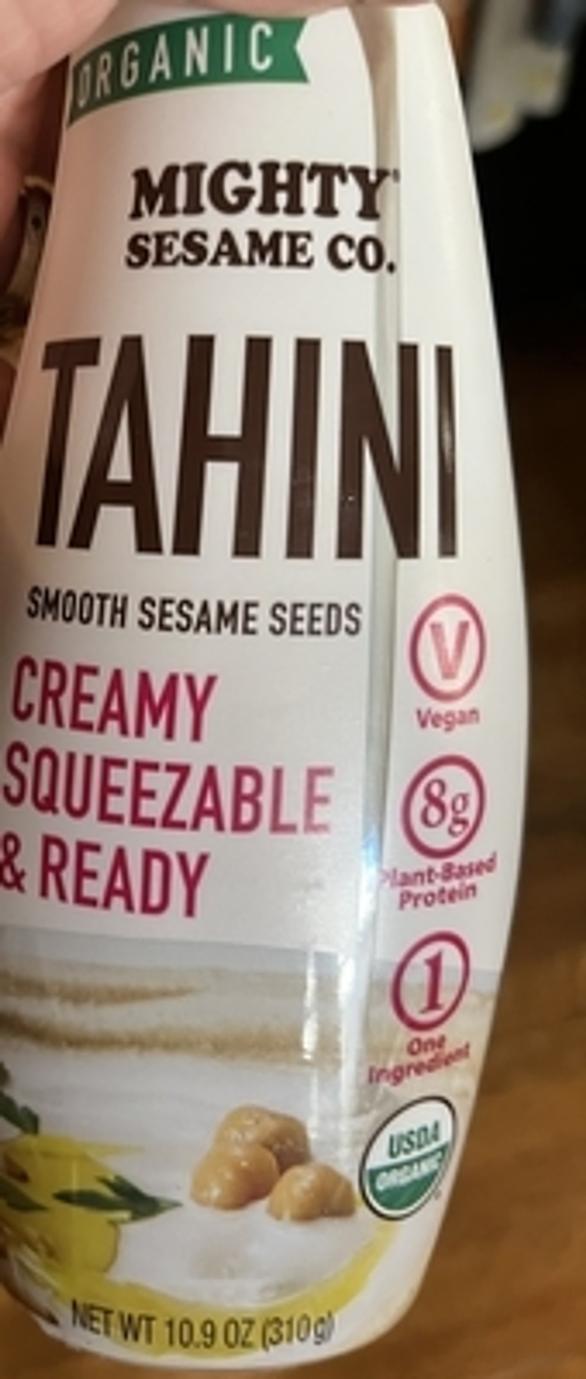 ORGANIC
MIGHTY
SESAME CO.
TAHINI
SMOOTH SESAME SEEDS
CREAMY
SQUEEZABLE
& READY
V
Vegan
8g
Plant-Based
Protein
1
One
Ingredient
USDA
ORGANIC
NET WT 10.9 OZ (310g)